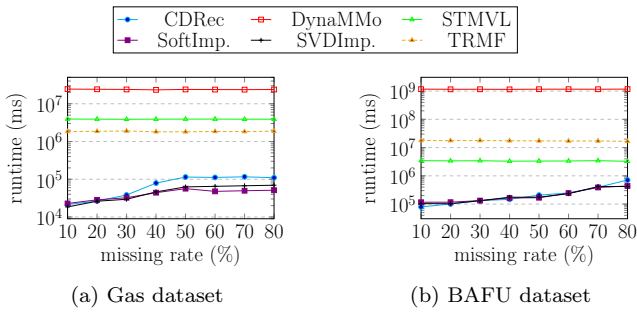 CDRec DynaMMo STMVL
SoftImp. SVDImp. TRMF
10^7
10^6
10^5
10^4
runtime (ms)
10 20 30 40 50 60 70 80
missing rate (%)
(a) Gas dataset
10^9
10^8
10^7
10^6
10^5
runtime (ms)
10 20 30 40 50 60 70 80
missing rate (%)
(b) BAFU dataset